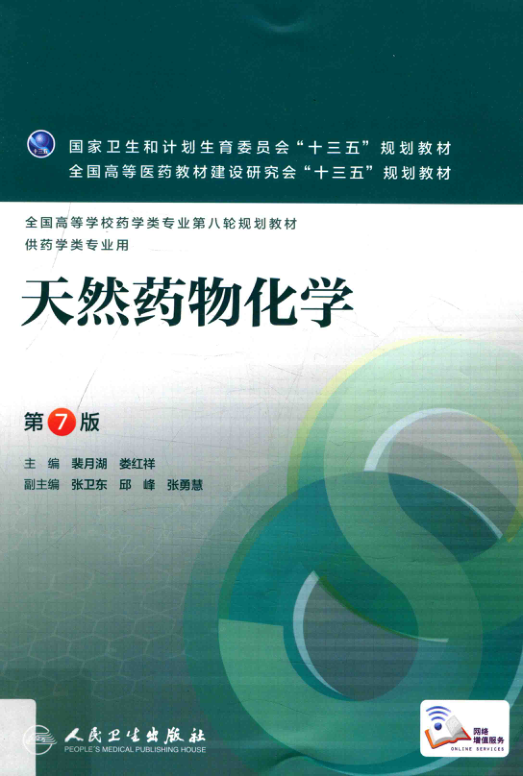 国家卫生和计划生育委员会“十三五”规划教材
全国高等医药教材建设研究会“十三五”规划教材
全国高等学校药学类专业第八轮规划教材
供药学类专业用
天然药物化学
第7版
主 编 裴月湖 娄红祥
副主编 张卫东 邱 峰 张勇慧
人民卫生出版社
PEOPLE'S MEDICAL PUBLISHING HOUSE
网络
增值服务
ONLINE SERVICES